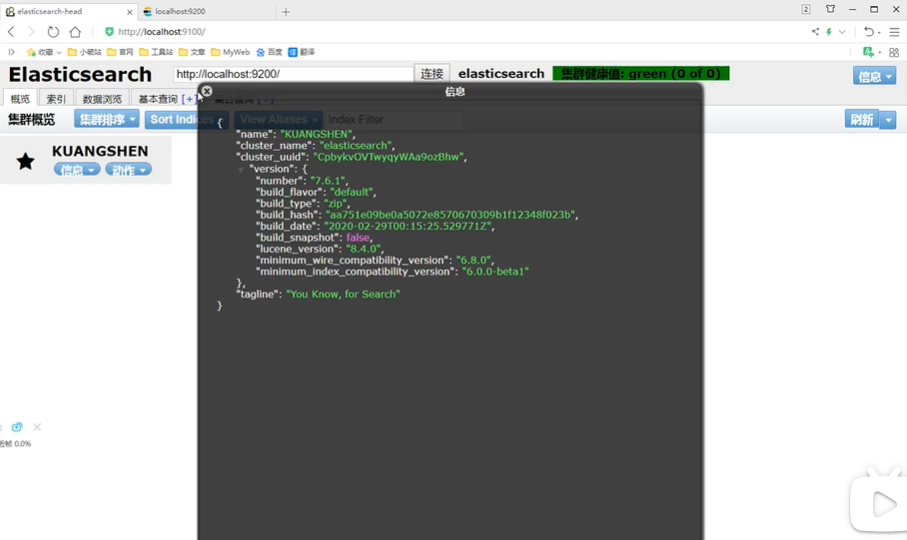 elasticsearch-head
localhost:9200
2
http://localhost:9100/
收藏 小破站 官网 工具站 文章 MyWeb 百度 翻译
Elasticsearch http://localhost:9200/ 连接 elasticsearch 集群健康值: green (0 of 0) 信息
信息
概览 索引 数据浏览 基本查询 [+] 复合查询 [+]
集群概览 集群排序 Sort Indices View Aliases Index Filter 刷新
KUANGSHEN
信息 动作
{
"name": "KUANGSHEN",
"cluster_name": "elasticsearch",
"cluster_uuid": "CpbykvOVTwyqyWAa9ozBhw",
"version": {
"number": "7.6.1",
"build_flavor": "default",
"build_type": "zip",
"build_hash": "aa751e09be0a5072e8570670309b1f12348f023b",
"build_date": "2020-02-29T00:15:25.529771Z",
"build_snapshot": false,
"lucene_version": "8.4.0",
"minimum_wire_compatibility_version": "6.8.0",
"minimum_index_compatibility_version": "6.0.0-beta1"
},
"tagline": "You Know, for Search"
}
丢帧 0.0%